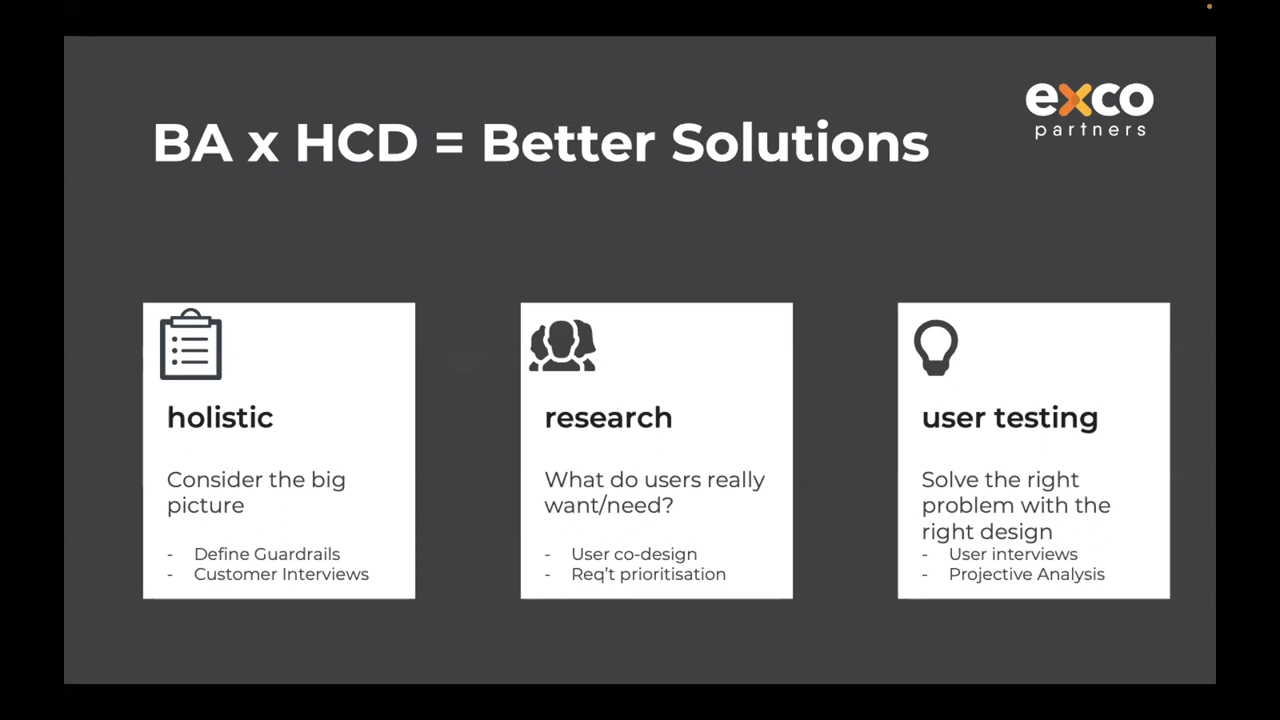 exco
partners
BA x HCD = Better Solutions
holistic
Consider the big
picture
- Define Guardrails
- Customer Interviews
research
What do users really
want/need?
- User co-design
- Req't prioritisation
user testing
Solve the right
problem with the
right design
- User interviews
- Projective Analysis